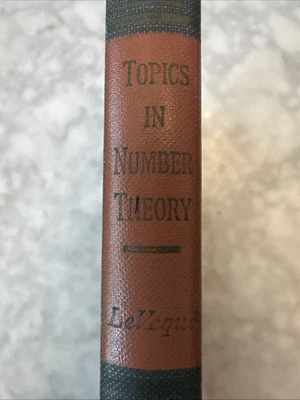 TOPICS
IN
NUMBER
THEORY
LeVeque